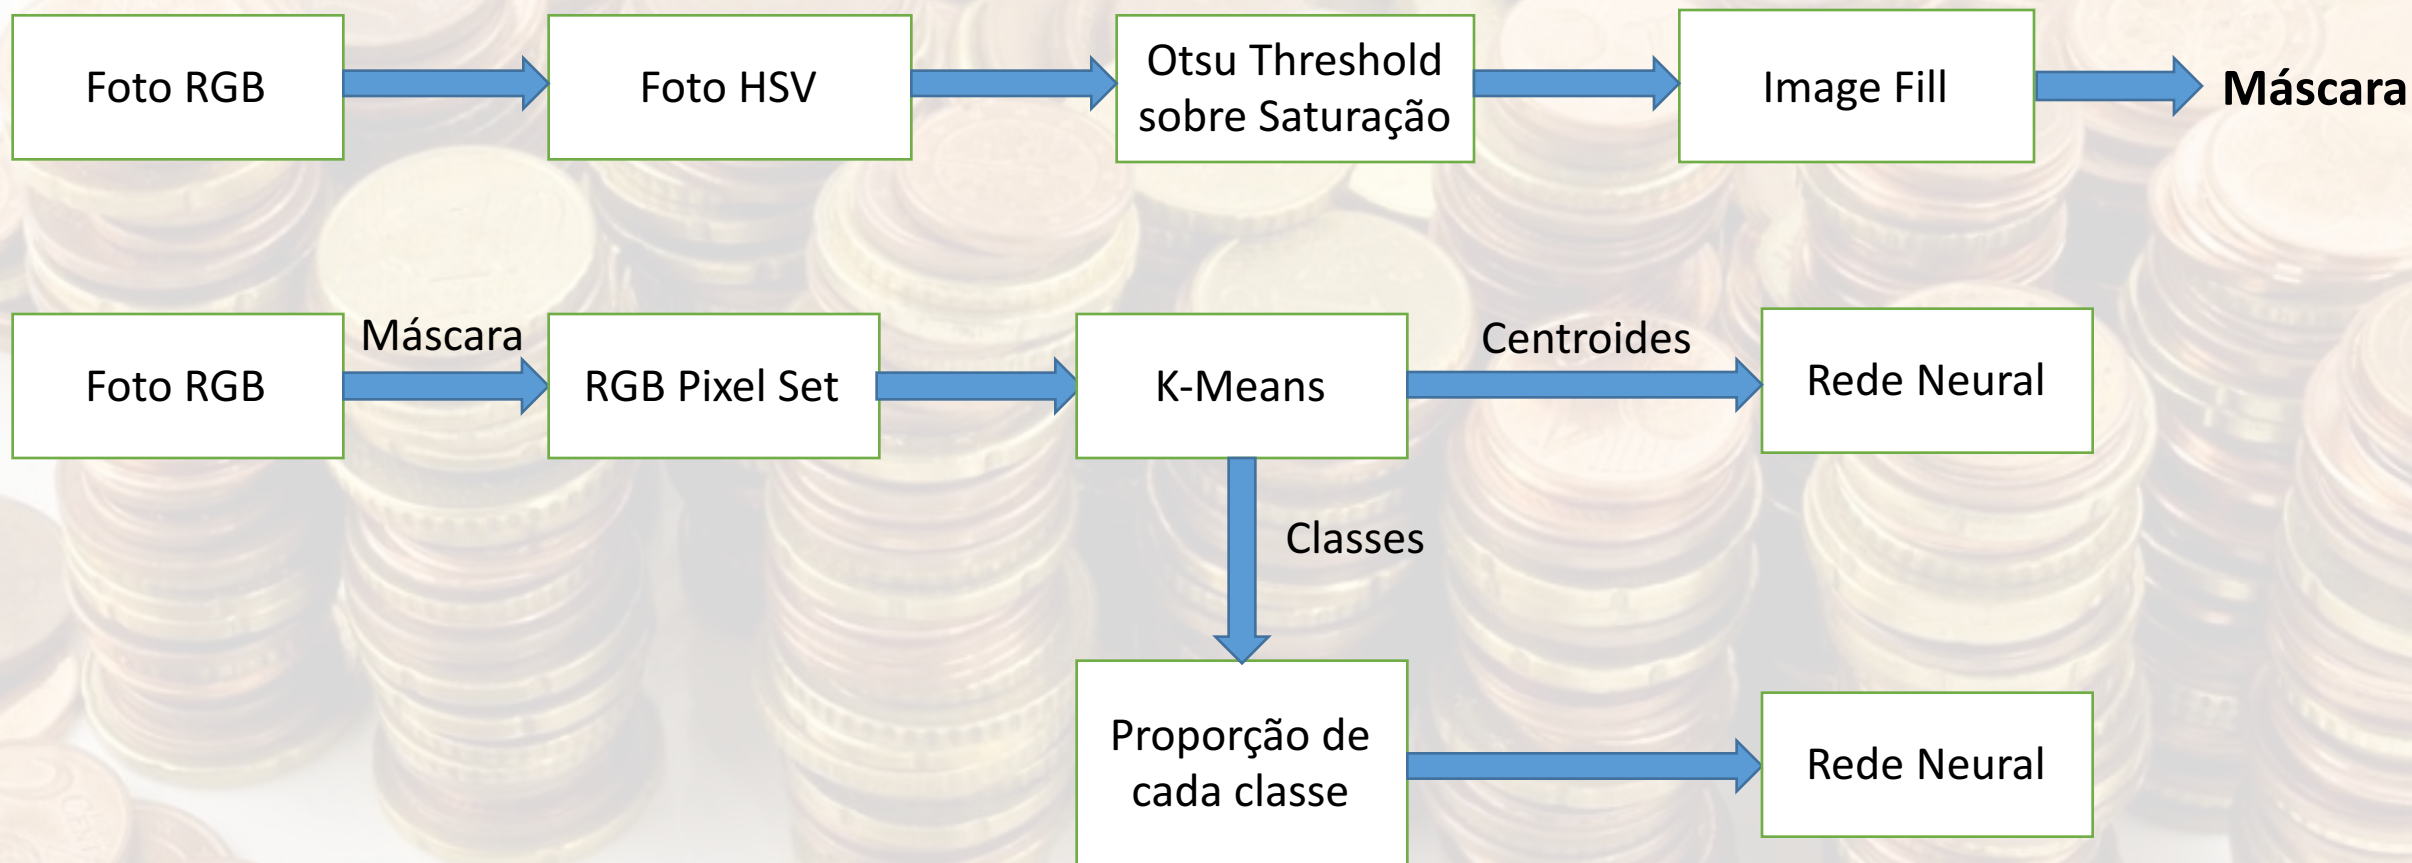 Foto RGB
Foto HSV
Otsu Threshold
sobre Saturação
Image Fill
Máscara
Foto RGB
Máscara
RGB Pixel Set
K-Means
Centroides
Rede Neural
Classes
Proporção de
cada classe
Rede Neural